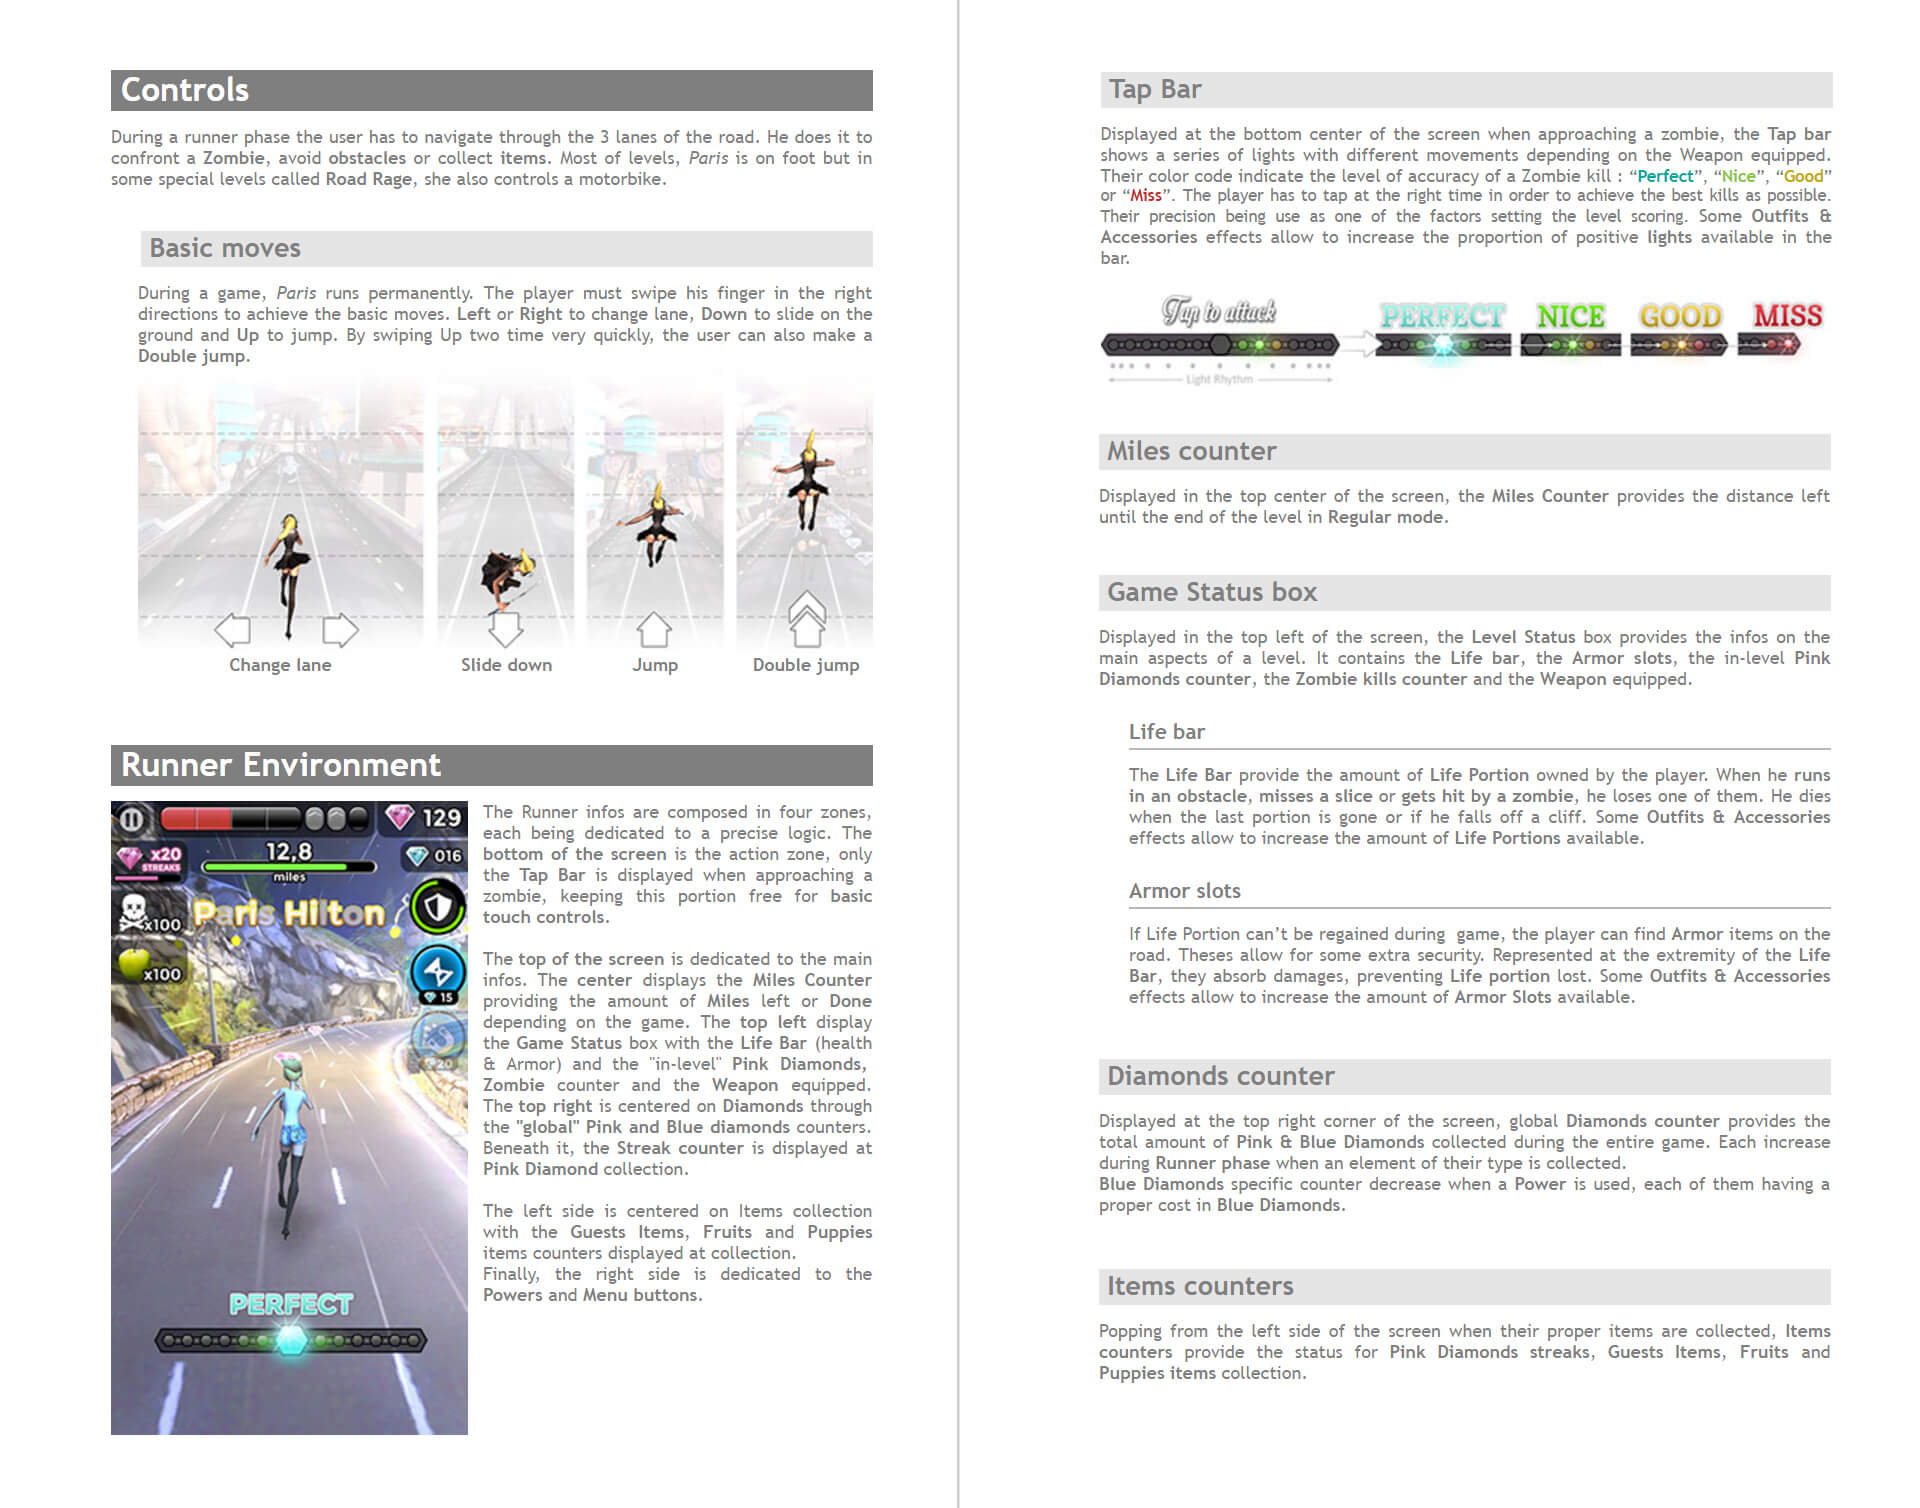 Controls
During a runner phase the user has to navigate through the 3 lanes of the road. He does it to
confront a Zombie, avoid obstacles or collect items. Most of levels, Paris is on foot but in
some special levels called Road Rage, she also controls a motorbike.
Basic moves
During a game, Paris runs permanently. The player must swipe his finger in the right
directions to achieve the basic moves. Left or Right to change lane, Down to slide on the
ground and Up to jump. By swiping Up two time very quickly, the user can also make a
Double jump.
Change lane
Slide down
Jump
Double jump
Runner Environment
129
x20
STREAKS
12,8
miles
016
x100
Paris Hilton
x100
15
20
PERFECT
The Runner infos are composed in four zones,
each being dedicated to a precise logic. The
bottom of the screen is the action zone, only
the Tap Bar is displayed when approaching a
zombie, keeping this portion free for basic
touch controls.
The top of the screen is dedicated to the main
infos. The center displays the Miles Counter
providing the amount of Miles left or Done
depending on the game. The top left display
the Game Status box with the Life Bar (health
& Armor) and the "in-level" Pink Diamonds,
Zombie counter and the Weapon equipped.
The top right is centered on Diamonds through
the "global" Pink and Blue diamonds counters.
Beneath it, the Streak counter is displayed at
Pink Diamond collection.
The left side is centered on Items collection
with the Guests Items, Fruits and Puppies
items counters displayed at collection.
Finally, the right side is dedicated to the
Powers and Menu buttons.
Tap Bar
Displayed at the bottom center of the screen when approaching a zombie, the Tap bar
shows a series of lights with different movements depending on the Weapon equipped.
Their color code indicate the level of accuracy of a Zombie kill : “Perfect”, “Nice”, “Good”
or “Miss”. The player has to tap at the right time in order to achieve the best kills as possible.
Their precision being use as one of the factors setting the level scoring. Some Outfits &
Accessories effects allow to increase the proportion of positive lights available in the
bar.
Tap to attack
PERFECT
NICE
GOOD
MISS
Light Rhythm
Miles counter
Displayed in the top center of the screen, the Miles Counter provides the distance left
until the end of the level in Regular mode.
Game Status box
Displayed in the top left of the screen, the Level Status box provides the infos on the
main aspects of a level. It contains the Life bar, the Armor slots, the in-level Pink
Diamonds counter, the Zombie kills counter and the Weapon equipped.
Life bar
The Life Bar provide the amount of Life Portion owned by the player. When he runs
in an obstacle, misses a slice or gets hit by a zombie, he loses one of them. He dies
when the last portion is gone or if he falls off a cliff. Some Outfits & Accessories
effects allow to increase the amount of Life Portions available.
Armor slots
If Life Portion can’t be regained during game, the player can find Armor items on the
road. Theses allow for some extra security. Represented at the extremity of the Life
Bar, they absorb damages, preventing Life portion lost. Some Outfits & Accessories
effects allow to increase the amount of Armor Slots available.
Diamonds counter
Displayed at the top right corner of the screen, global Diamonds counter provides the
total amount of Pink & Blue Diamonds collected during the entire game. Each increase
during Runner phase when an element of their type is collected.
Blue Diamonds specific counter decrease when a Power is used, each of them having a
proper cost in Blue Diamonds.
Items counters
Popping from the left side of the screen when their proper items are collected, Items
counters provide the status for Pink Diamonds streaks, Guests Items, Fruits and
Puppies items collection.